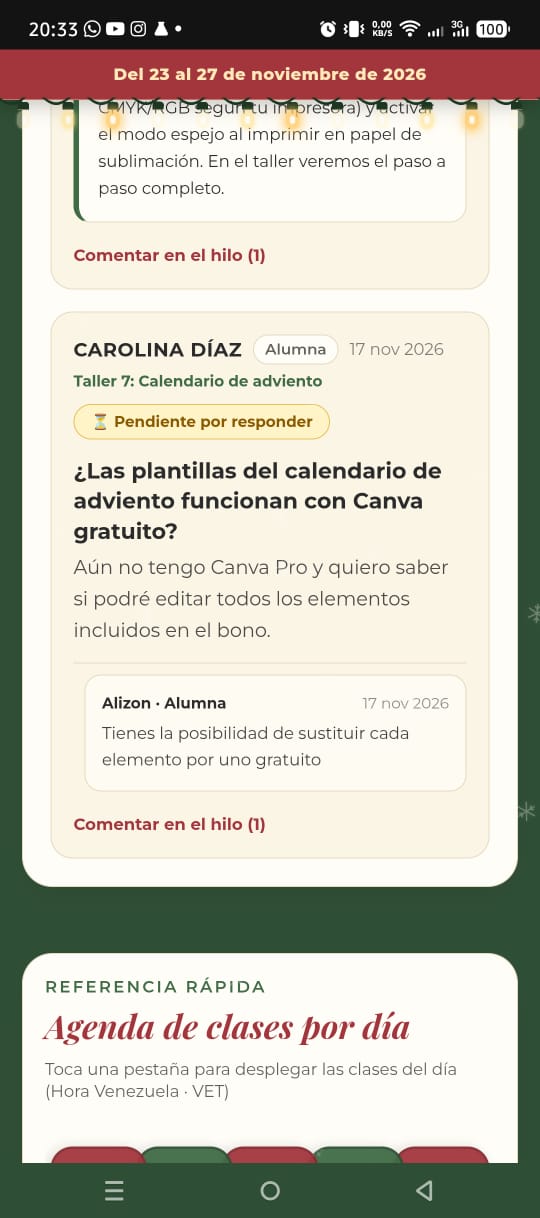 20:33
0,00 KB/S
3G
100
Del 23 al 27 de noviembre de 2026
CMYK/RGB según tu impresora) y activar
el modo espejo al imprimir en papel de
sublimación. En el taller veremos el paso a
paso completo.
Comentar en el hilo (1)
CAROLINA DÍAZ Alumna 17 nov 2026
Taller 7: Calendario de adviento
⏳ Pendiente por responder
¿Las plantillas del calendario de
adviento funcionan con Canva
gratuito?
Aún no tengo Canva Pro y quiero saber
si podré editar todos los elementos
incluidos en el bono.
Alizon · Alumna 17 nov 2026
Tienes la posibilidad de sustituir cada
elemento por uno gratuito
Comentar en el hilo (1)
REFERENCIA RÁPIDA
Agenda de clases por día
Toca una pestaña para desplegar las clases del día
(Hora Venezuela · VET)